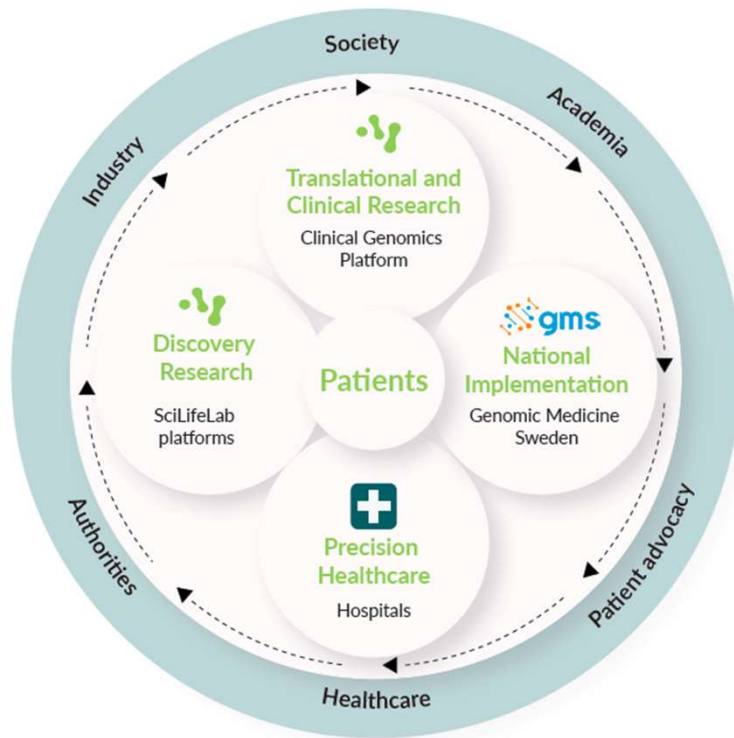 Society
Academia
Industry
Translational and
Clinical Research
Clinical Genomics
Platform
Discovery
Research
SciLifeLab
platforms
Patients
gms
National
Implementation
Genomic Medicine
Sweden
Precision
Healthcare
Hospitals
Authorities
Patient advocacy
Healthcare